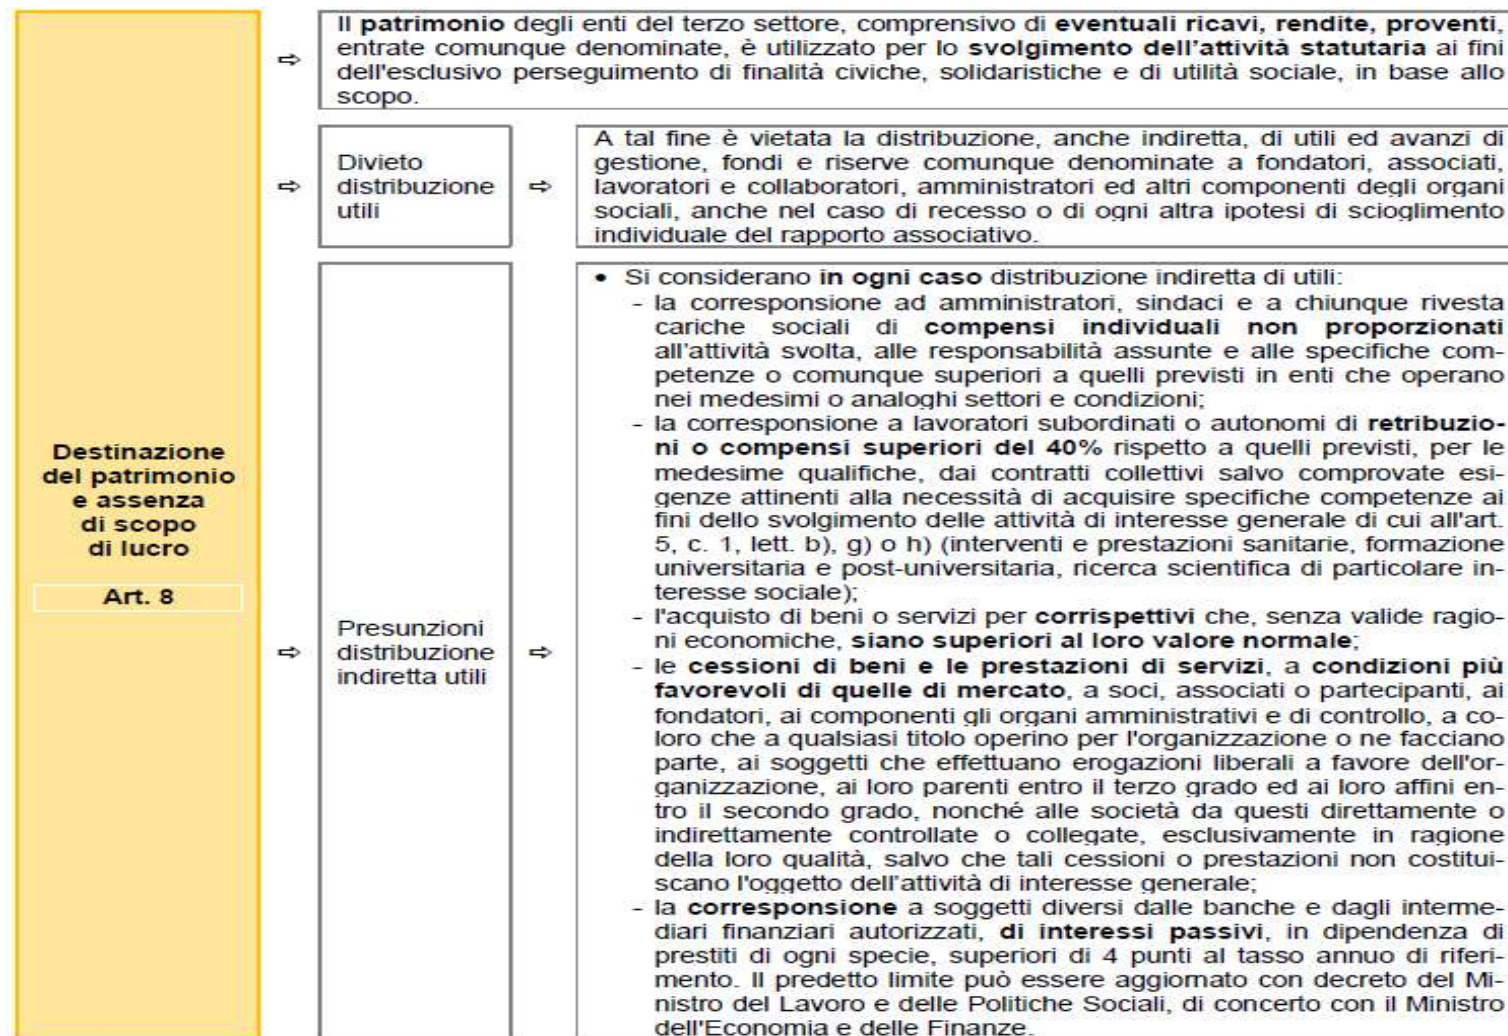 Destinazione
del patrimonio
e assenza
di scopo
di lucro
Art. 8
⇨
Il patrimonio degli enti del terzo settore, comprensivo di eventuali ricavi, rendite, proventi,
entrate comunque denominate, è utilizzato per lo svolgimento dell'attività statutaria ai fini
dell'esclusivo perseguimento di finalità civiche, solidaristiche e di utilità sociale, in base allo
scopo.
⇨
Divieto
distribuzione
utili
⇨
A tal fine è vietata la distribuzione, anche indiretta, di utili ed avanzi di
gestione, fondi e riserve comunque denominate a fondatori, associati,
lavoratori e collaboratori, amministratori ed altri componenti degli organi
sociali, anche nel caso di recesso o di ogni altra ipotesi di scioglimento
individuale del rapporto associativo.
⇨
Presunzioni
distribuzione
indiretta utili
⇨
• Si considerano in ogni caso distribuzione indiretta di utili:
- la corresponsione ad amministratori, sindaci e a chiunque rivesta
cariche sociali di compensi individuali non proporzionati
all'attività svolta, alle responsabilità assunte e alle specifiche com-
petenze o comunque superiori a quelli previsti in enti che operano
nei medesimi o analoghi settori e condizioni;
- la corresponsione a lavoratori subordinati o autonomi di retribuzio-
ni o compensi superiori del 40% rispetto a quelli previsti, per le
medesime qualifiche, dai contratti collettivi salvo comprovate esi-
genze attinenti alla necessità di acquisire specifiche competenze ai
fini dello svolgimento delle attività di interesse generale di cui all'art.
5, c. 1, lett. b), g) o h) (interventi e prestazioni sanitarie, formazione
universitaria e post-universitaria, ricerca scientifica di particolare in-
teresse sociale);
- l'acquisto di beni o servizi per corrispettivi che, senza valide ragio-
ni economiche, siano superiori al loro valore normale;
- le cessioni di beni e le prestazioni di servizi, a condizioni più
favorevoli di quelle di mercato, a soci, associati o partecipanti, ai
fondatori, ai componenti gli organi amministrativi e di controllo, a co-
loro che a qualsiasi titolo operino per l'organizzazione o ne facciano
parte, ai soggetti che effettuano erogazioni liberali a favore dell'or-
ganizzazione, ai loro parenti entro il terzo grado ed ai loro affini en-
tro il secondo grado, nonché alle società da questi direttamente o
indirettamente controllate o collegate, esclusivamente in ragione
della loro qualità, salvo che tali cessioni o prestazioni non costitui-
scano l'oggetto dell'attività di interesse generale;
- la corresponsione a soggetti diversi dalle banche e dagli interme-
diari finanziari autorizzati, di interessi passivi, in dipendenza di
prestiti di ogni specie, superiori di 4 punti al tasso annuo di riferi-
mento. Il predetto limite può essere aggiornato con decreto del Mi-
nistro del Lavoro e delle Politiche Sociali, di concerto con il Ministro
dell'Economia e delle Finanze.